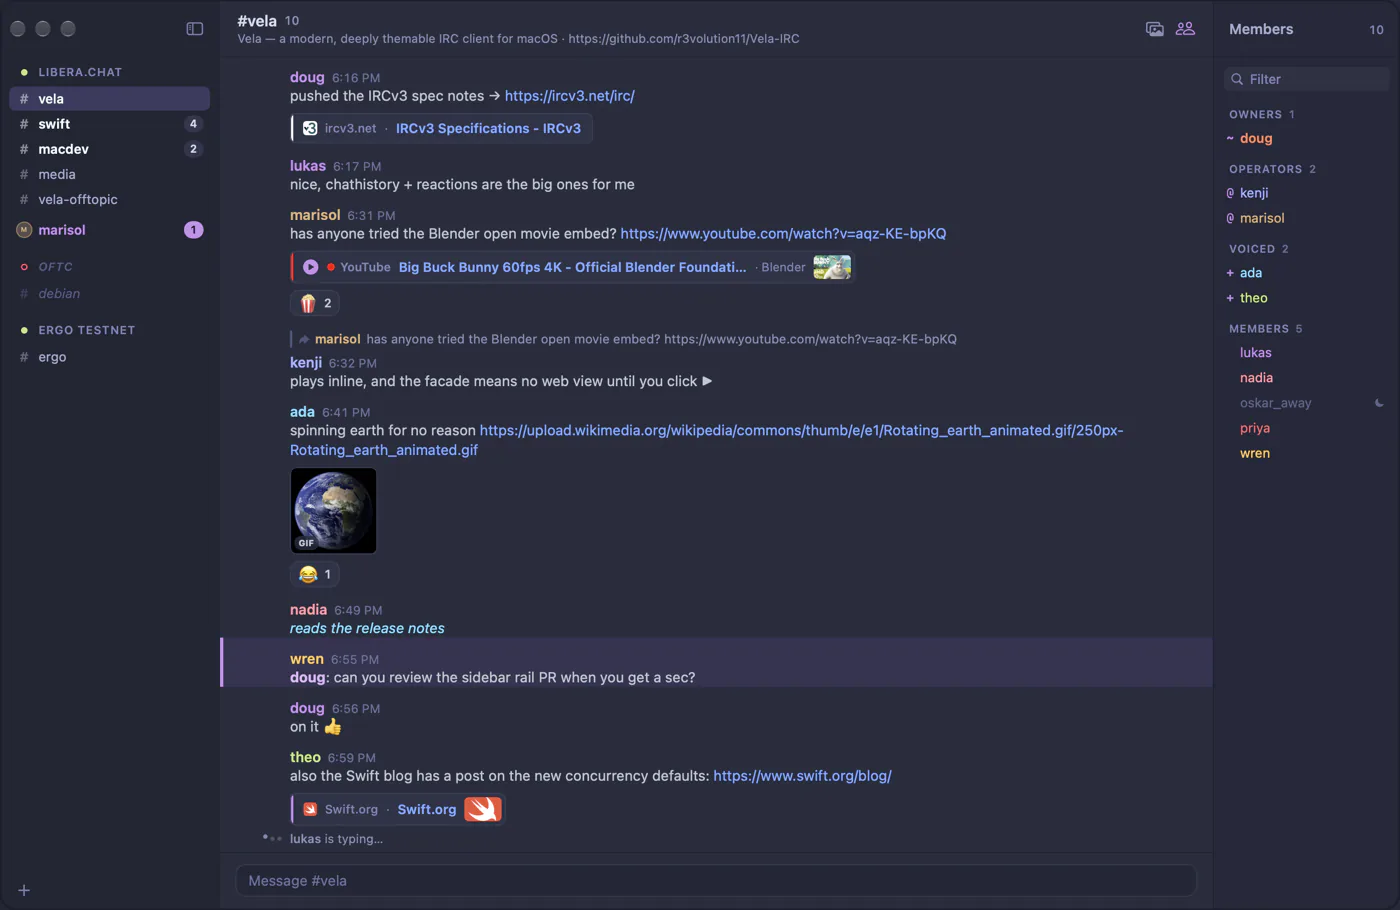 LIBERA.CHAT
# vela
# swift 4
# macdev 2
# media
# vela-offtopic
M marisol 1
OFTC
# debian
ERGO TESTNET
# ergo
+
#vela 10
Vela — a modern, deeply themable IRC client for macOS · https://github.com/r3volution11/Vela-IRC
doug 6:16 PM
pushed the IRCv3 spec notes → https://ircv3.net/irc/
ircv3.net · IRCv3 Specifications - IRCv3
lukas 6:17 PM
nice, chathistory + reactions are the big ones for me
marisol 6:31 PM
has anyone tried the Blender open movie embed? https://www.youtube.com/watch?v=aqz-KE-bpKQ
YouTube Big Buck Bunny 60fps 4K - Official Blender Foundati... · Blender
🍿 2
marisol has anyone tried the Blender open movie embed? https://www.youtube.com/watch?v=aqz-KE-bpKQ
kenji 6:32 PM
plays inline, and the facade means no web view until you click ▶
ada 6:41 PM
spinning earth for no reason https://upload.wikimedia.org/wikipedia/commons/thumb/e/e1/Rotating_earth_animated.gif/250px-
Rotating_earth_animated.gif
GIF
😂 1
nadia 6:49 PM
reads the release notes
wren 6:55 PM
doug: can you review the sidebar rail PR when you get a sec?
doug 6:56 PM
on it 👍
theo 6:59 PM
also the Swift blog has a post on the new concurrency defaults: https://www.swift.org/blog/
Swift.org · Swift.org
lukas is typing...
Message #vela
Members 10
Filter
OWNERS 1
~ doug
OPERATORS 2
@ kenji
@ marisol
VOICED 2
+ ada
+ theo
MEMBERS 5
lukas
nadia
oskar_away
priya
wren